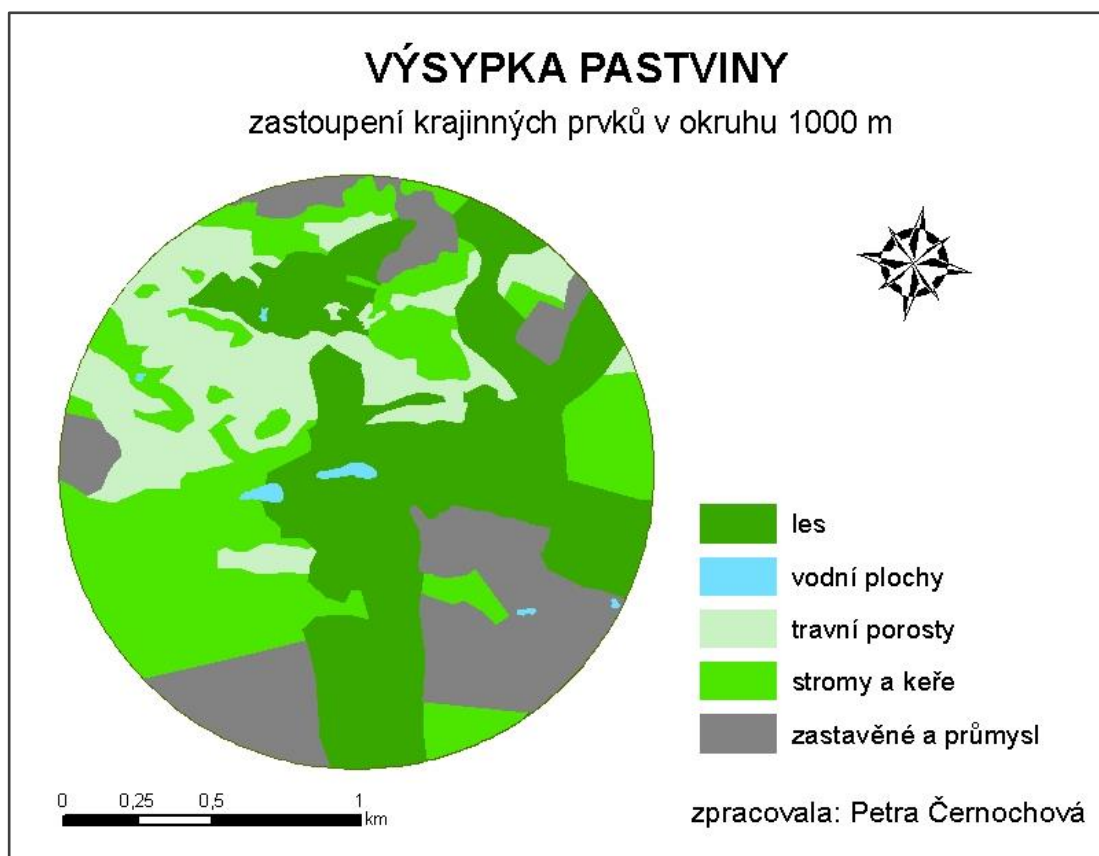 VÝSYPKA PASTVINY
zastoupení krajinných prvků v okruhu 1000 m
les
vodní plochy
travní porosty
stromy a keře
zastavěné a průmysl
0 0,25 0,5 1
km
zpracovala: Petra Černochová